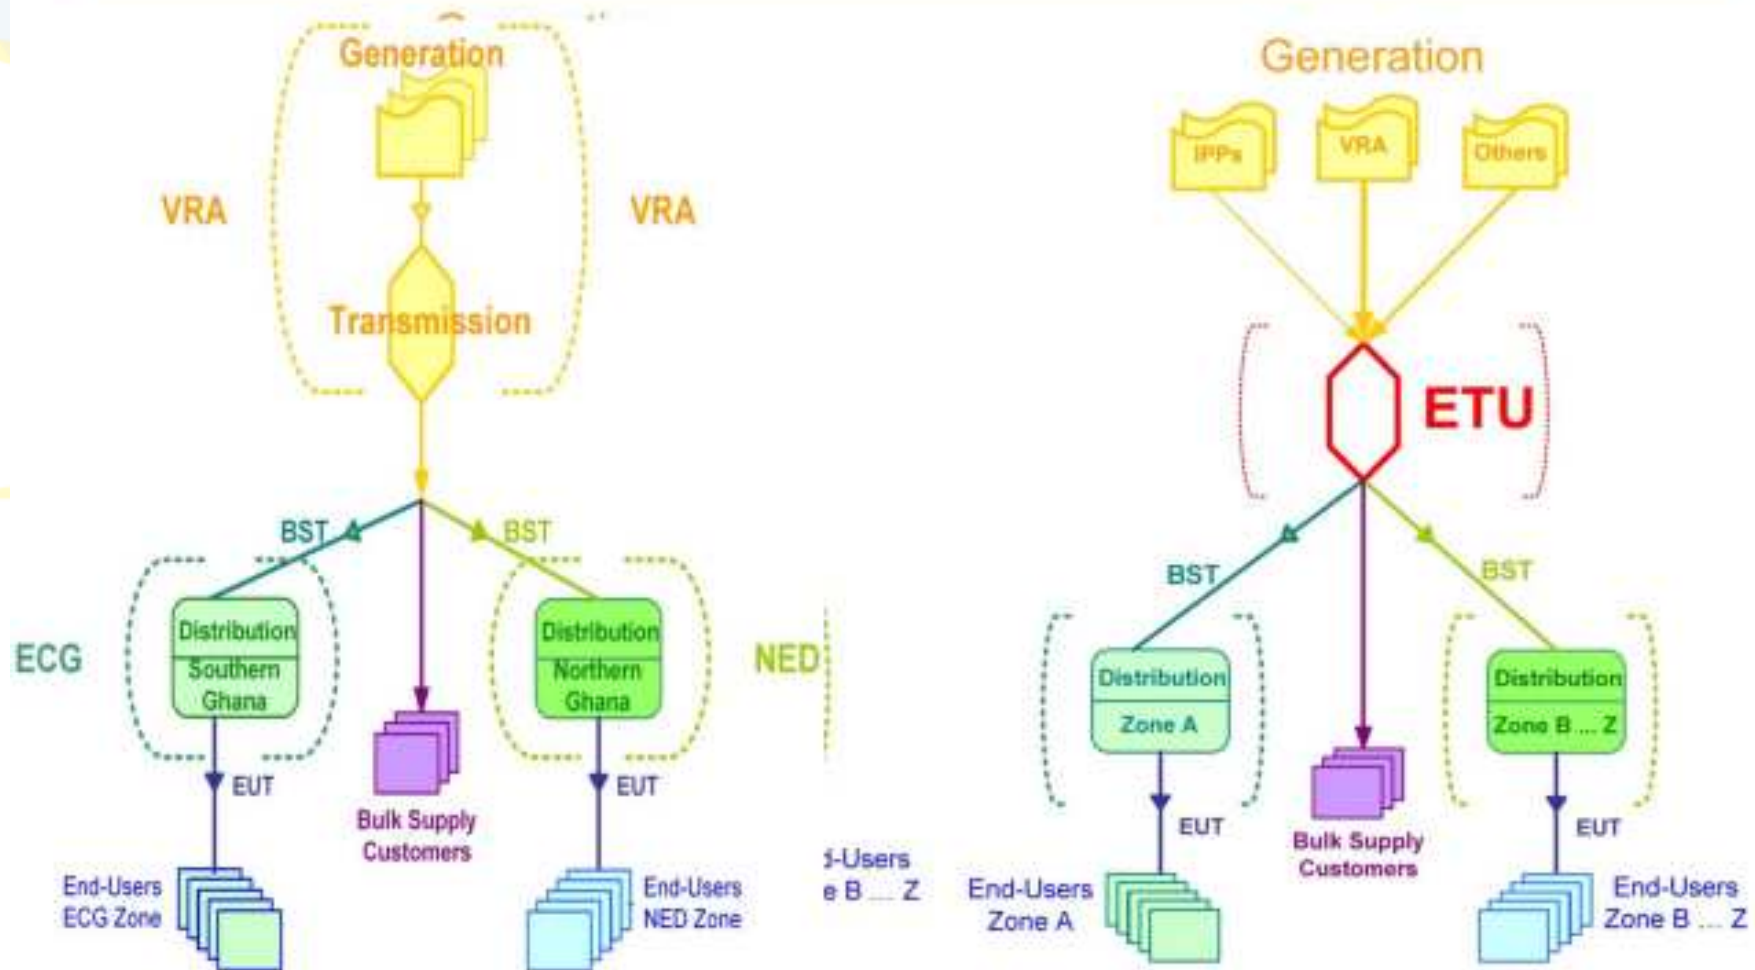 Generation
VRA
VRA
Transmission
BST
BST
ECG
Distribution
Southern
Ghana
Distribution
Northern
Ghana
NED
EUT
EUT
Bulk Supply
Customers
End-Users
ECG Zone
End-Users
NED Zone
Generation
IPPs
VRA
Others
ETU
BST
BST
Distribution
Zone A
Distribution
Zone B ... Z
EUT
EUT
Bulk Supply
Customers
-Users
e B ... Z
End-Users
Zone A
End-Users
Zone B ... Z